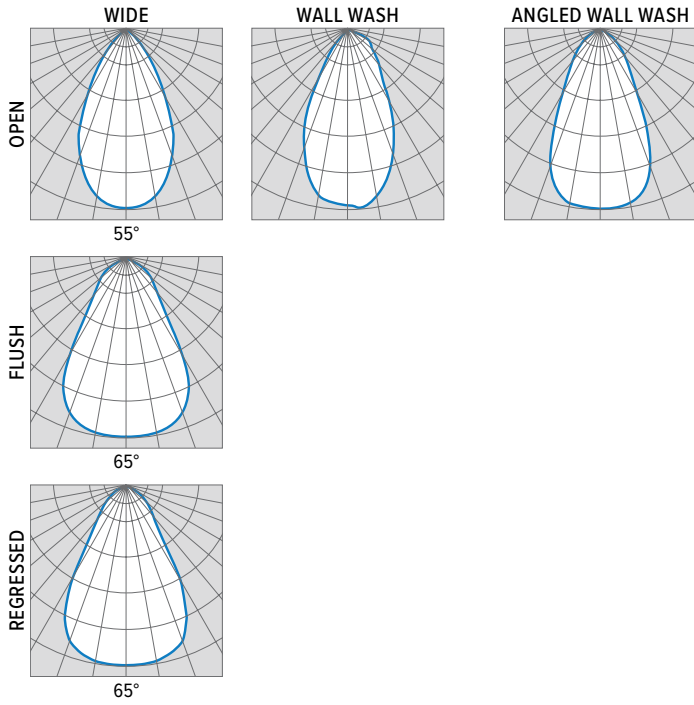 WIDE
WALL WASH
ANGLED WALL WASH
OPEN
55°
FLUSH
65°
REGRESSED
65°